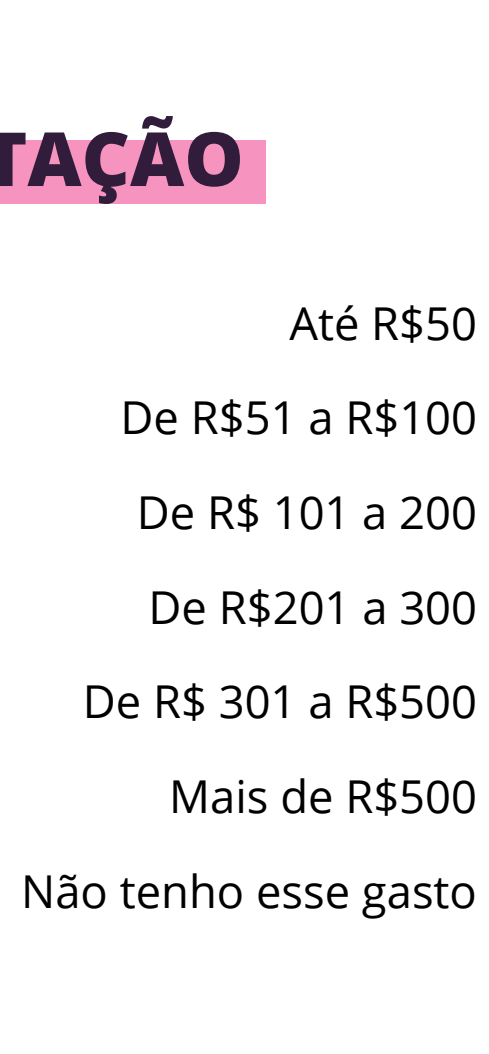 TAÇÃO
Até R$50
De R$51 a R$100
De R$ 101 a 200
De R$201 a 300
De R$ 301 a R$500
Mais de R$500
Não tenho esse gasto